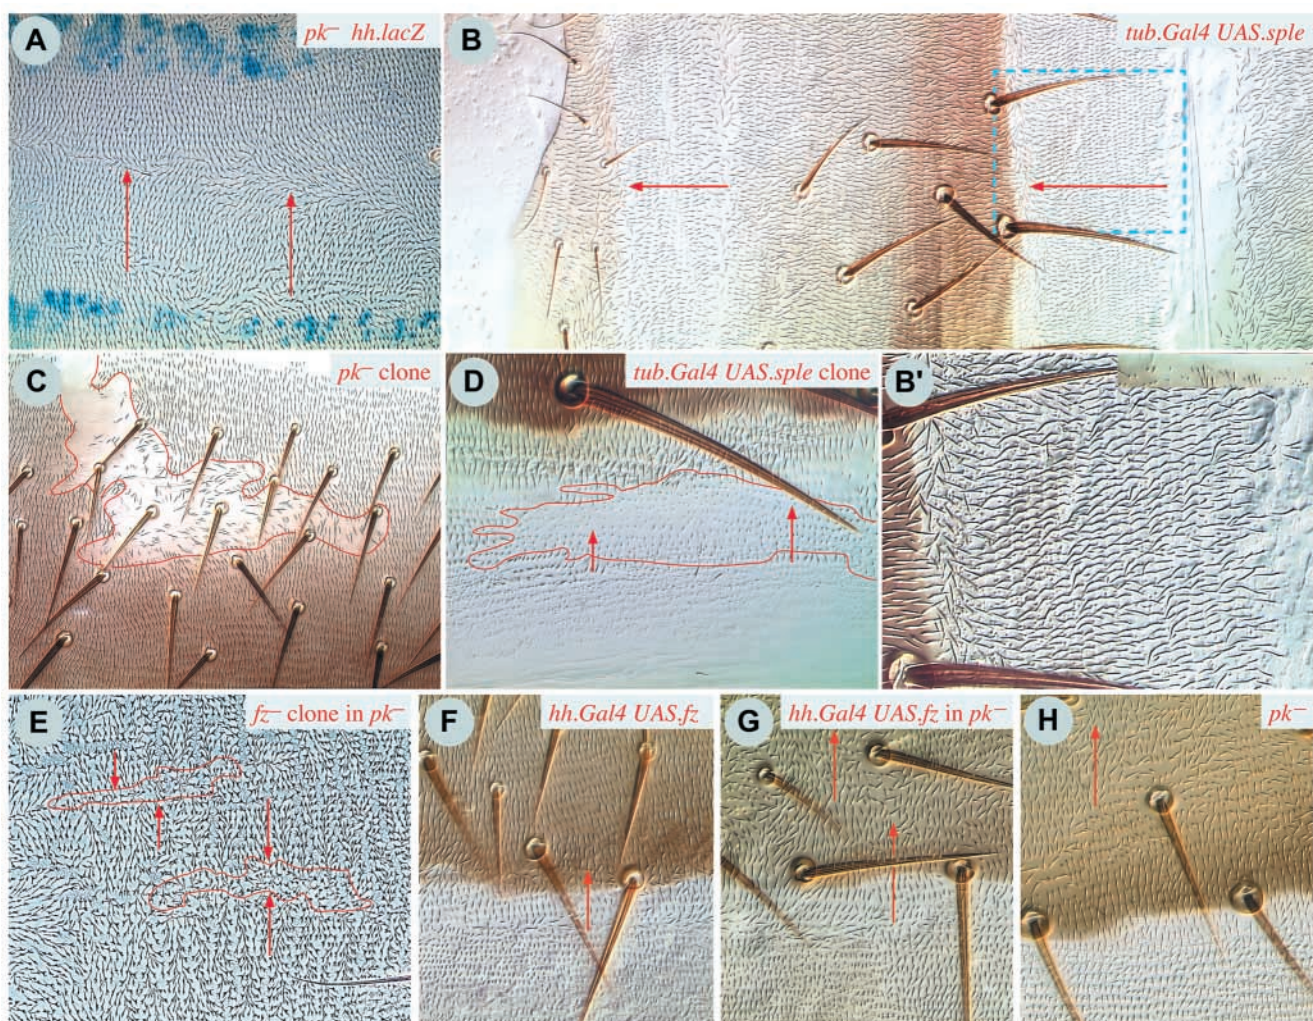 A
pk– hh.lacZ
B
tub.Gal4 UAS.sple
C
pk– clone
D
tub.Gal4 UAS.sple clone
B'
E
fz– clone in pk–
F
hh.Gal4 UAS.fz
G
hh.Gal4 UAS.fz in pk–
H
pk–